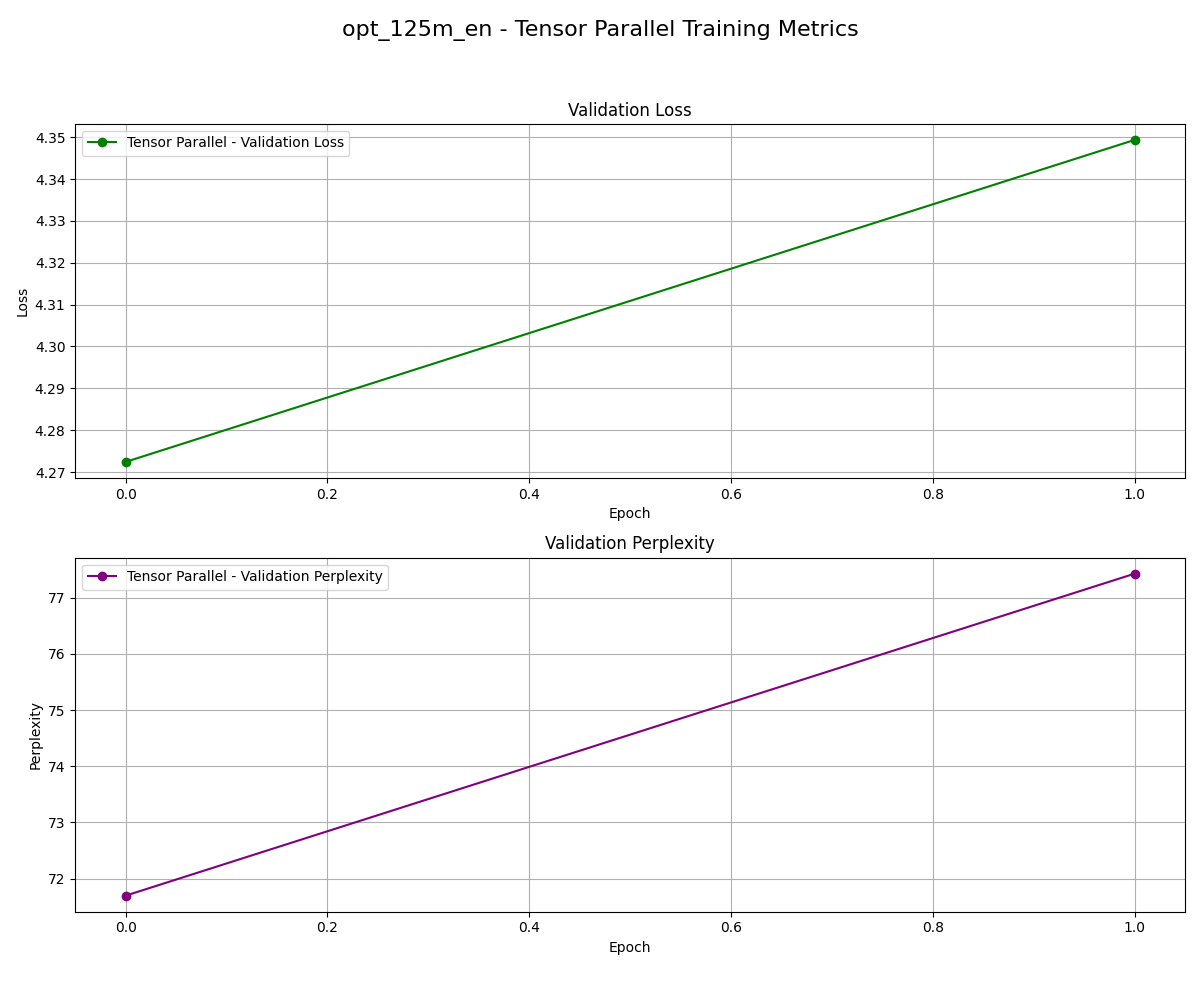 opt_125m_en - Tensor Parallel Training Metrics
Validation Loss
Tensor Parallel - Validation Loss
4.35
4.34
4.33
4.32
4.31
4.30
4.29
4.28
4.27
Loss
0.0 0.2 0.4 0.6 0.8 1.0
Epoch
Validation Perplexity
Tensor Parallel - Validation Perplexity
77
76
75
74
73
72
Perplexity
0.0 0.2 0.4 0.6 0.8 1.0
Epoch